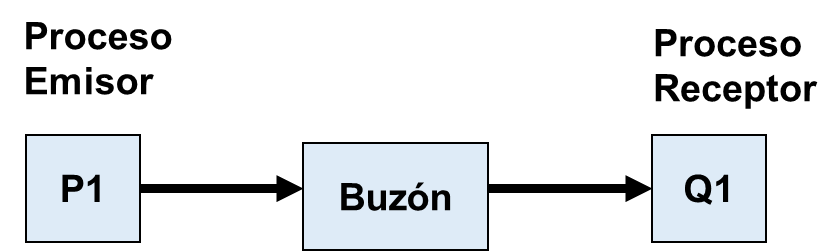 Proceso
Emisor
Proceso
Receptor
P1
Buzón
Q1